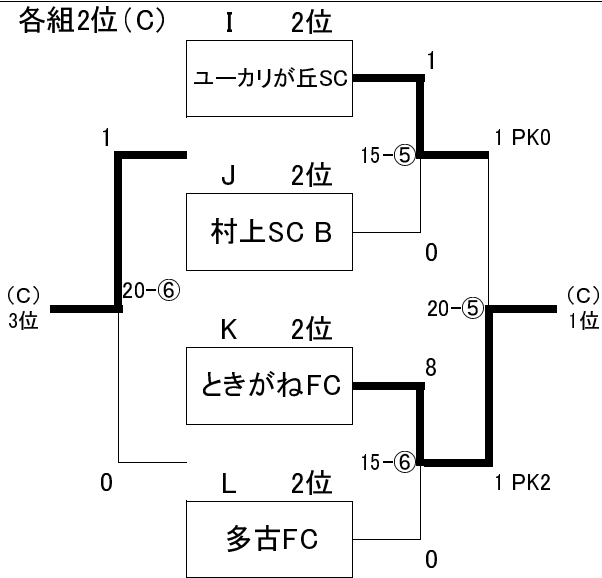 各組2位(C)
I 2位
ユーカリが丘SC
1
1
15-⑤
1 PK0
J 2位
村上SC B
0
(C)
3位
20-⑥
20-⑤
(C)
1位
K 2位
ときがねFC
8
15-⑥
0
1 PK2
L 2位
多古FC
0